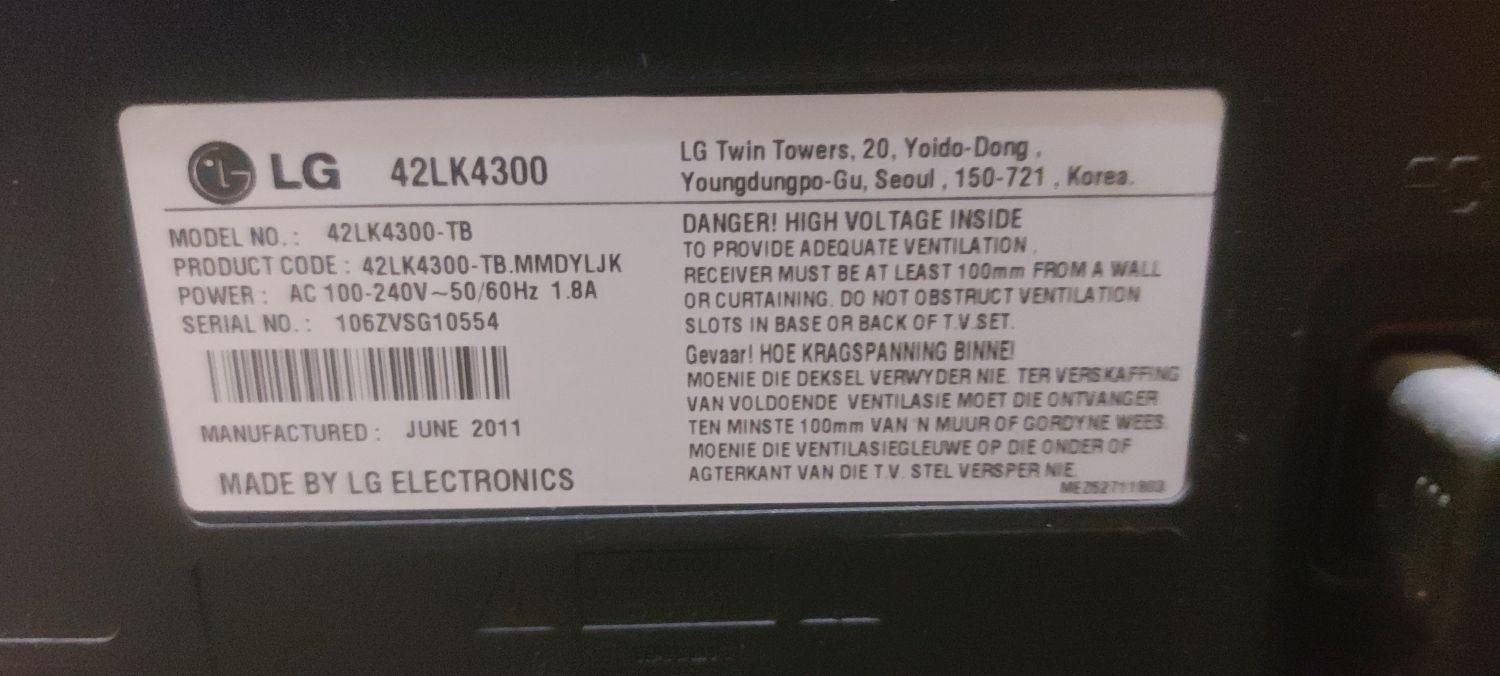 LG 42LK4300
LG Twin Towers, 20, Yoido-Dong ,
Youngdungpo-Gu, Seoul , 150-721 , Korea.
MODEL NO. : 42LK4300-TB
PRODUCT CODE : 42LK4300-TB.MMDYLJK
POWER : AC 100-240V~50/60Hz 1.8A
SERIAL NO. : 106ZVSG10554
MANUFACTURED : JUNE 2011
MADE BY LG ELECTRONICS
DANGER! HIGH VOLTAGE INSIDE
TO PROVIDE ADEQUATE VENTILATION ,
RECEIVER MUST BE AT LEAST 100mm FROM A WALL
OR CURTAINING. DO NOT OBSTRUCT VENTILATION
SLOTS IN BASE OR BACK OF T.V.SET.
Gevaar! HOE KRAGSPANNING BINNE!
MOENIE DIE DEKSEL VERWYDER NIE. TER VERSKAFFING
VAN VOLDOENDE VENTILASIE MOET DIE ONTVANGER
TEN MINSTE 100mm VAN 'N MUUR OF GORDYNE WEES.
MOENIE DIE VENTILASIEGLEUWE OP DIE ONDER OF
AGTERKANT VAN DIE T.V. STEL VERSPER NIE.